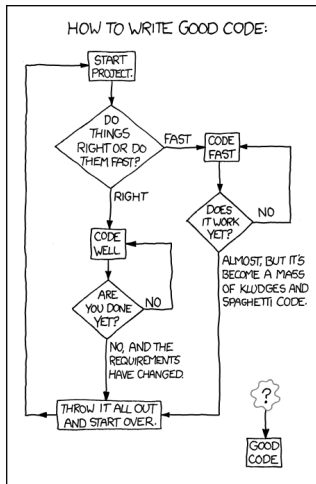 HOW TO WRITE GOOD CODE:
START
PROJECT.
DO
THINGS
RIGHT OR DO
THEM FAST?
FAST
CODE
FAST
RIGHT
DOES
IT WORK
YET?
NO
CODE
WELL
ALMOST, BUT IT'S
BECOME A MASS
OF KLUDGES AND
SPAGHETTI CODE.
ARE
YOU DONE
YET?
NO
NO, AND THE
REQUIREMENTS
HAVE CHANGED.
THROW IT ALL OUT
AND START OVER.
?
GOOD
CODE